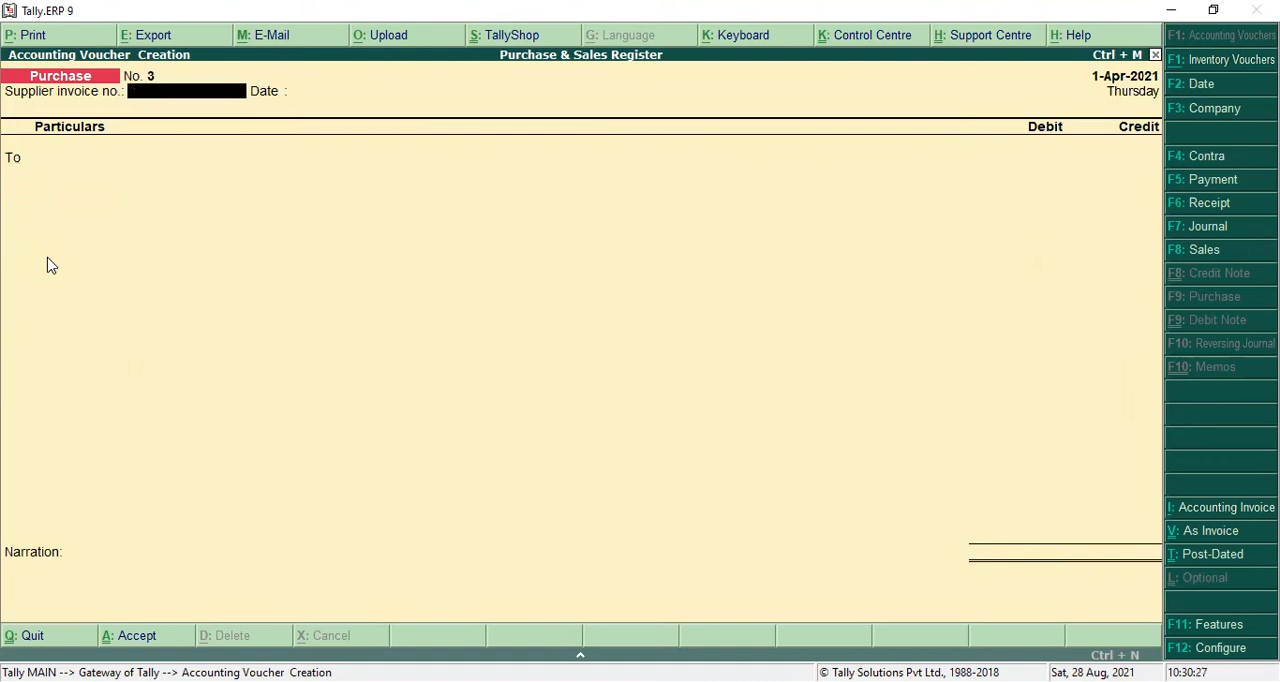 Tally.ERP 9
P: Print E: Export M: E-Mail O: Upload S: TallyShop G: Language K: Keyboard K: Control Centre H: Support Centre H: Help
F1: Accounting Vouchers
Accounting Voucher Creation Purchase & Sales Register Ctrl + M
F1: Inventory Vouchers
Purchase No. 3 1-Apr-2021
F2: Date
Supplier invoice no.: Date : Thursday
F3: Company
Particulars Debit Credit
To
F4: Contra
F5: Payment
F6: Receipt
F7: Journal
F8: Sales
F8: Credit Note
F9: Purchase
F9: Debit Note
F10: Reversing Journal
F10: Memos
I: Accounting Invoice
V: As Invoice
Narration:
T: Post-Dated
L: Optional
F11: Features
Q: Quit A: Accept D: Delete X: Cancel
F12: Configure
Ctrl + N
Tally MAIN --> Gateway of Tally --> Accounting Voucher Creation © Tally Solutions Pvt Ltd., 1988-2018 Sat, 28 Aug, 2021 10:30:27